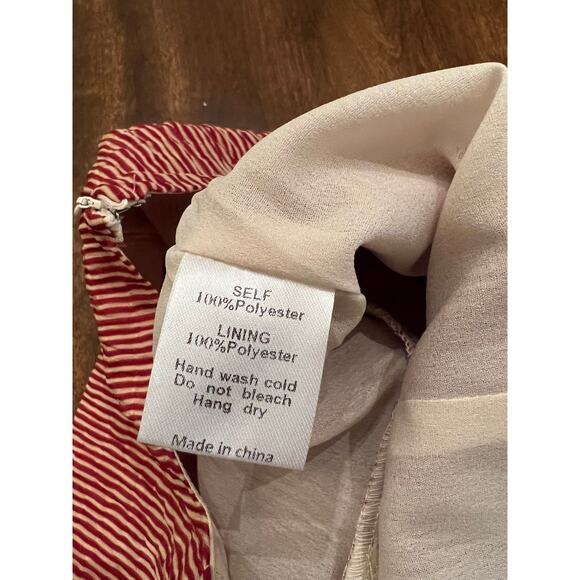 SELF
100%Polyester
LINING
100%Polyester
Hand wash cold
Do not bleach
Hang dry
Made in china